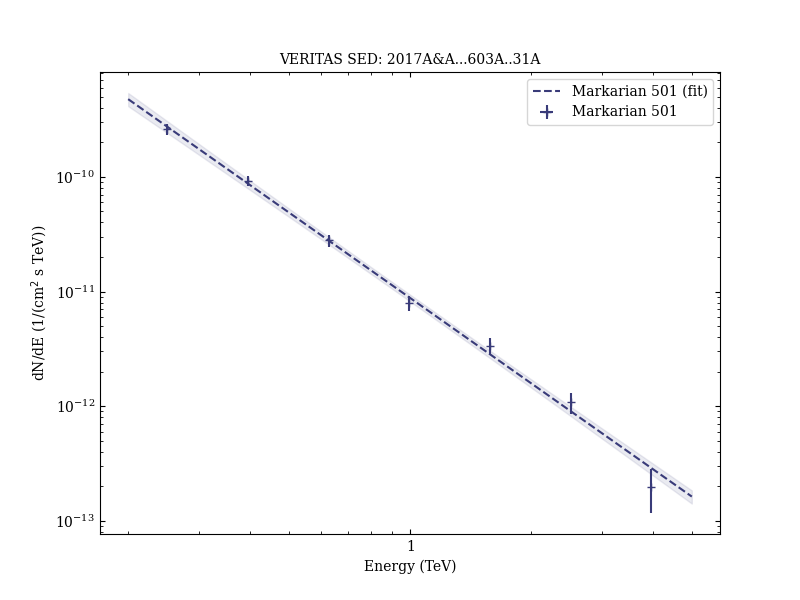 VERITAS SED: 2017A&A...603A..31A
Markarian 501 (fit)
Markarian 501
dN/dE (1/(cm² s TeV))
10⁻¹⁰
10⁻¹¹
10⁻¹²
10⁻¹³
1
Energy (TeV)